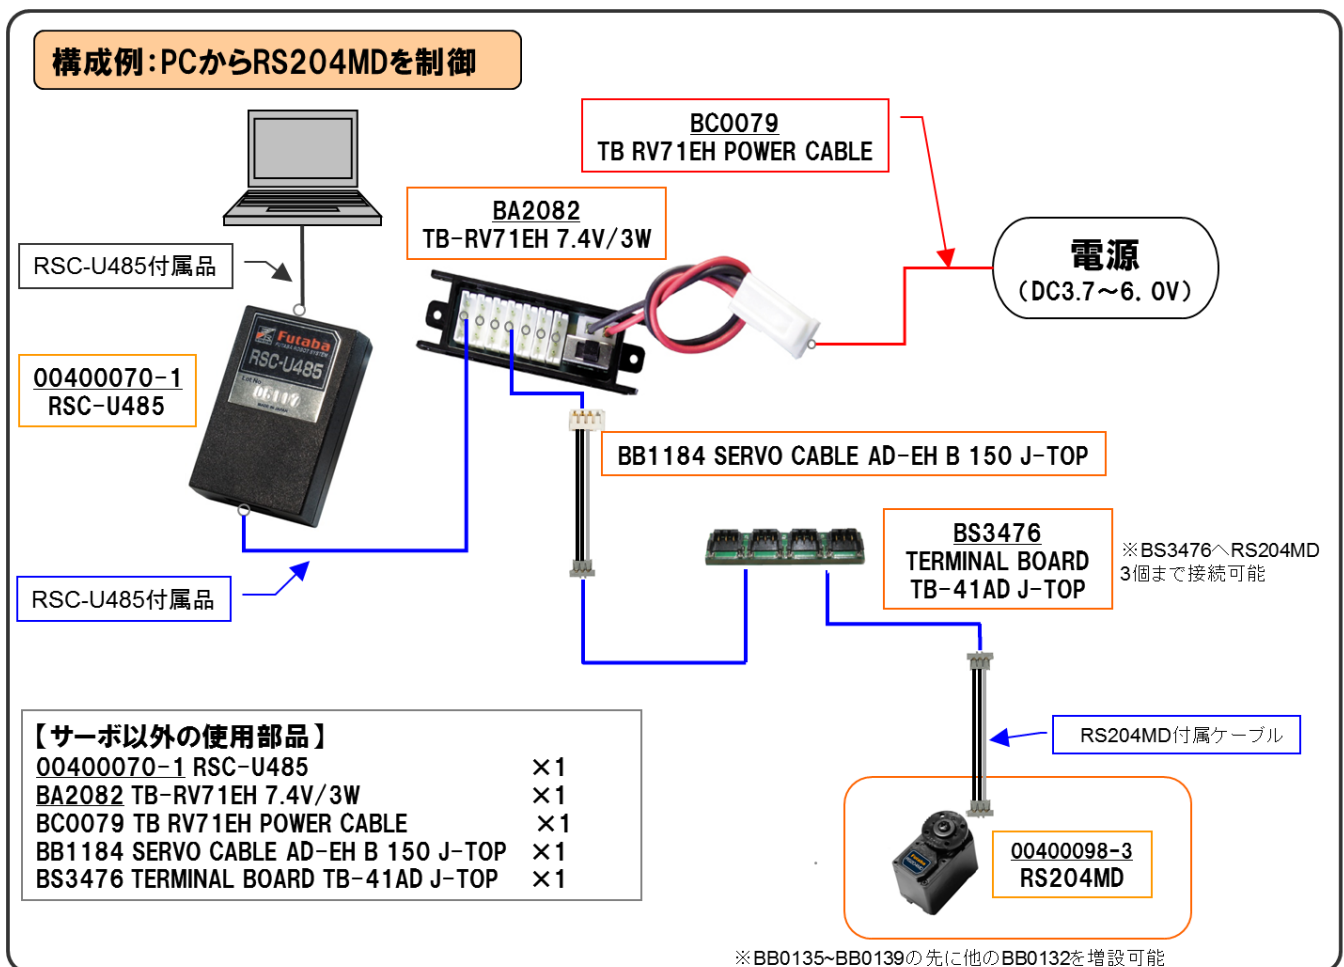 構成例:PCからRS204MDを制御
BC0079
TB RV71EH POWER CABLE
BA2082
TB-RV71EH 7.4V/3W
電源
(DC3.7～6.0V)
RSC-U485付属品
Futaba
FUTABA ROBOT SYSTEM
RSC-U485
Lot No.
MADE IN JAPAN
00400070-1
RSC-U485
BB1184 SERVO CABLE AD-EH B 150 J-TOP
BS3476
TERMINAL BOARD
TB-41AD J-TOP
※BS3476へRS204MD
3個まで接続可能
RSC-U485付属品
RS204MD付属ケーブル
【サーボ以外の使用部品】
00400070-1 RSC-U485 ×1
BA2082 TB-RV71EH 7.4V/3W ×1
BC0079 TB RV71EH POWER CABLE ×1
BB1184 SERVO CABLE AD-EH B 150 J-TOP ×1
BS3476 TERMINAL BOARD TB-41AD J-TOP ×1
Futaba
00400098-3
RS204MD
※BB0135~BB0139の先に他のBB0132を増設可能